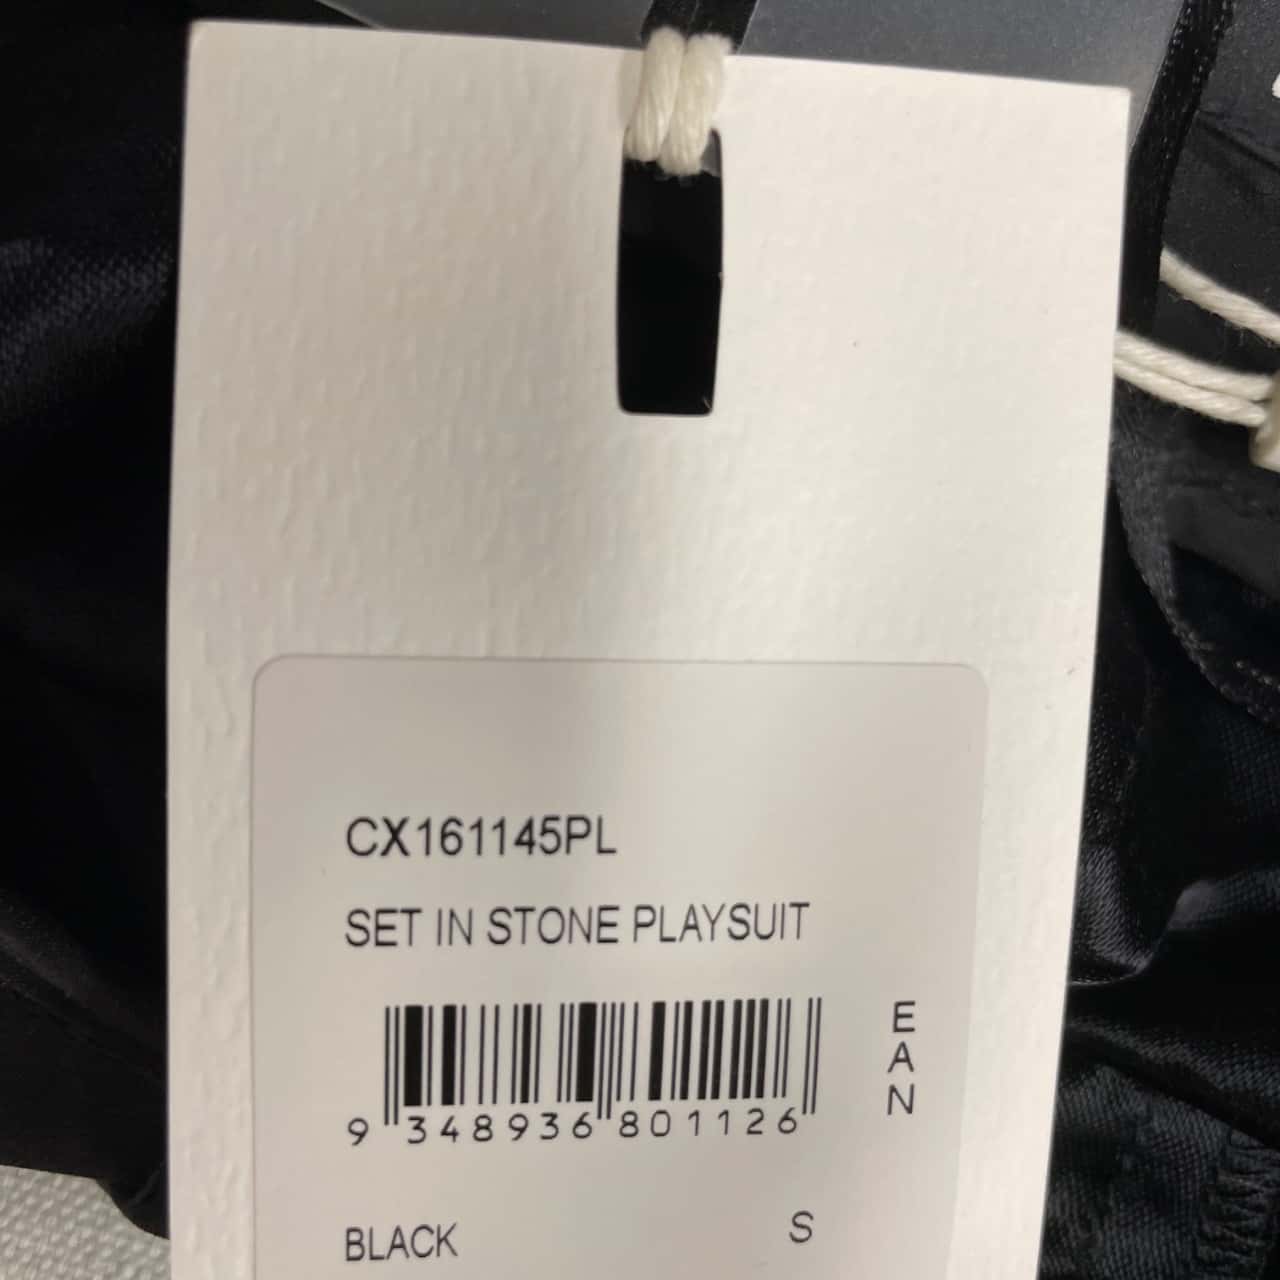 CX161145PL
SET IN STONE PLAYSUIT
EAN
9 348936 801126
BLACK S